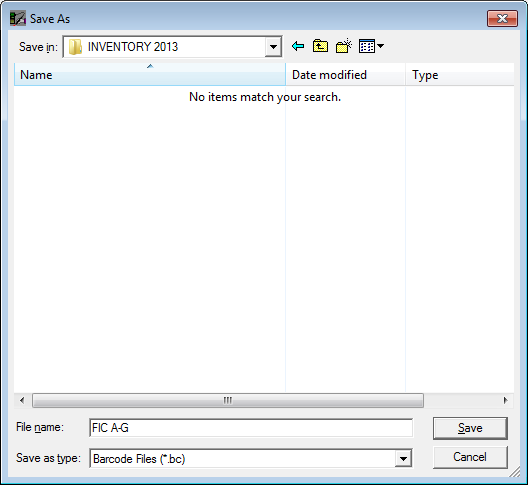 Save As
Save in: INVENTORY 2013
Name Date modified Type
No items match your search.
File name: FIC A-G Save
Save as type: Barcode Files (*.bc) Cancel